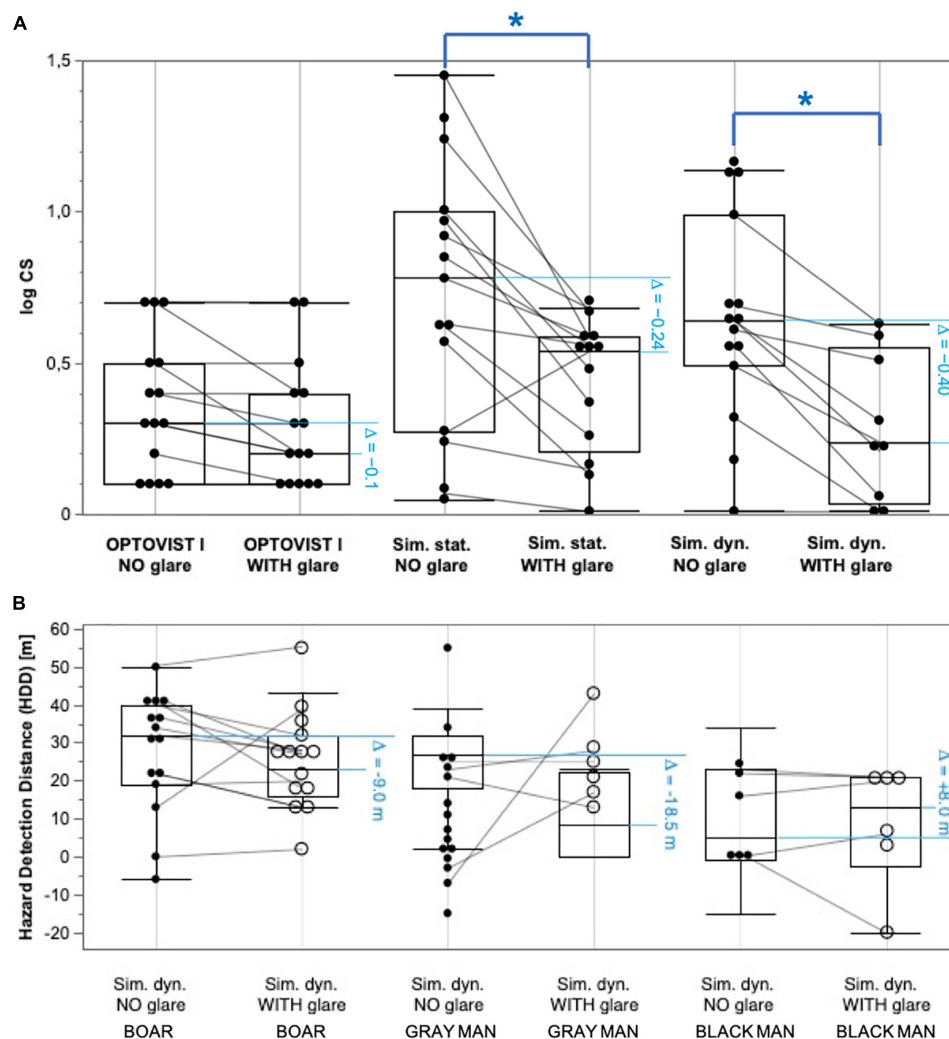 A
*
*
1,5
1,0
0,5
0
log CS
Δ = −0.1
Δ = −0.24
Δ = −0.40
OPTOVIST I
NO glare
OPTOVIST I
WITH glare
Sim. stat.
NO glare
Sim. stat.
WITH glare
Sim. dyn.
NO glare
Sim. dyn.
WITH glare
B
60
50
40
30
20
10
0
-10
-20
Hazard Detection Distance (HDD) [m]
Δ = -9.0 m
Δ = -18.5 m
Δ = +8.0 m
Sim. dyn.
NO glare
BOAR
Sim. dyn.
WITH glare
BOAR
Sim. dyn.
NO glare
GRAY MAN
Sim. dyn.
WITH glare
GRAY MAN
Sim. dyn.
NO glare
BLACK MAN
Sim. dyn.
WITH glare
BLACK MAN